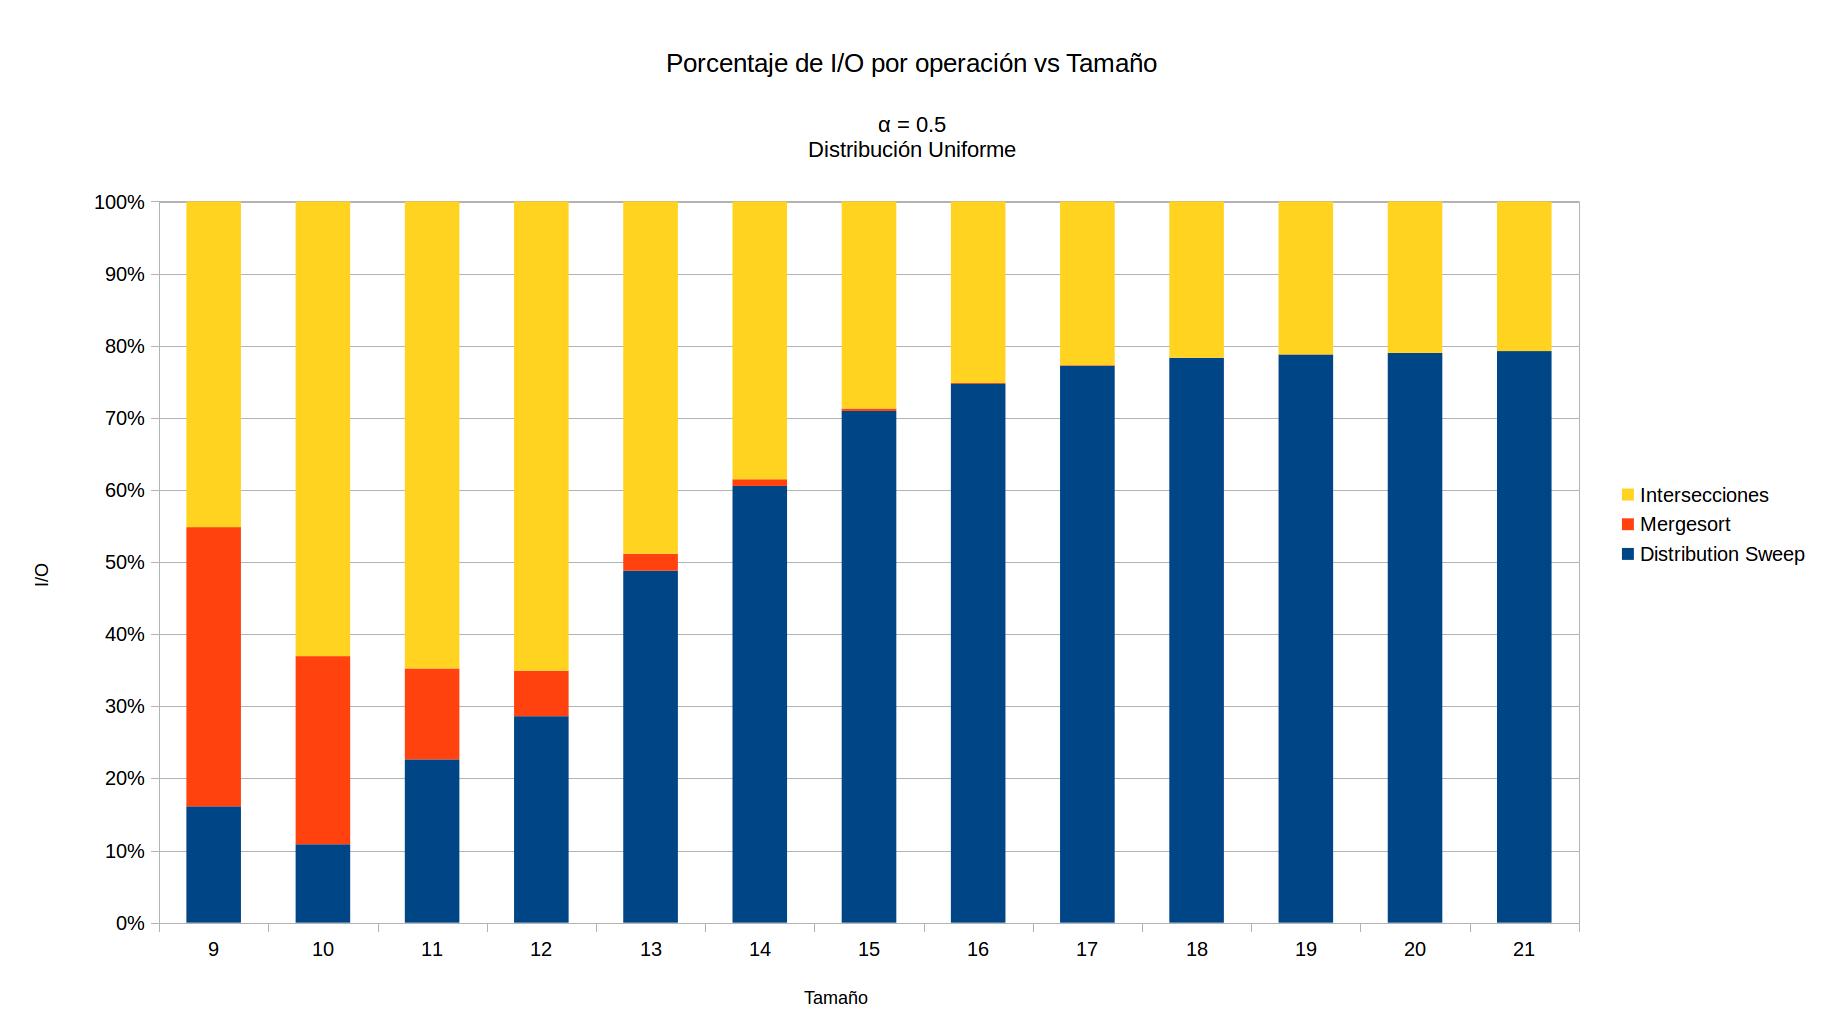 Porcentaje de I/O por operación vs Tamaño
α = 0.5
Distribución Uniforme
100%
90%
80%
70%
60%
50%
40%
30%
20%
10%
0%
I/O
9 10 11 12 13 14 15 16 17 18 19 20 21
Tamaño
Intersecciones
Mergesort
Distribution Sweep